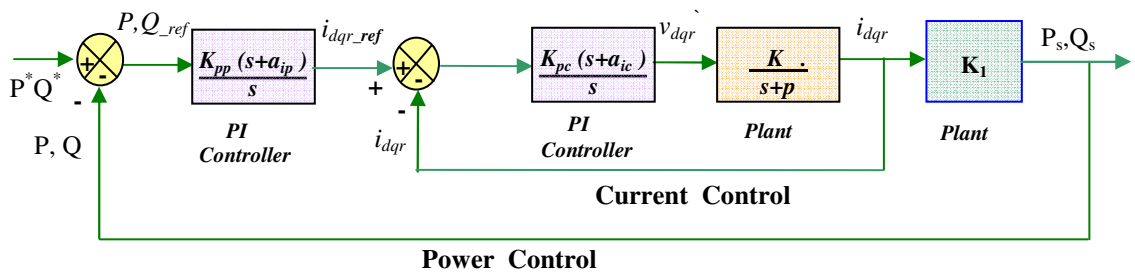 P,Q_ref
i_dqr_ref
v_dqr`
i_dqr
P_s,Q_s
+
-
K_pp (s+a_ip)
s
+
-
K_pc (s+a_ic)
s
K .
s+p
K_1
P*Q*
-
+
-
P, Q
PI
Controller
i_dqr
PI
Controller
Plant
Plant
Current Control
Power Control